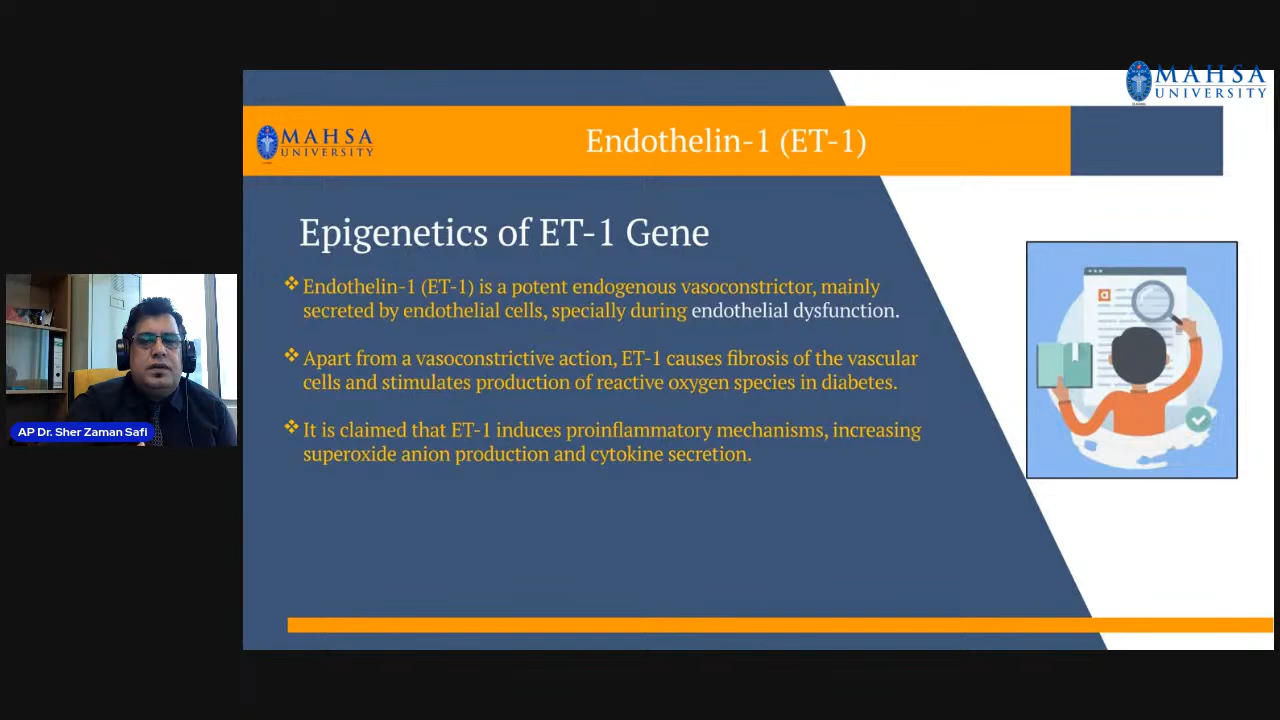 MAHSA
UNIVERSITY
MAHSA
UNIVERSITY
Endothelin-1 (ET-1)
Epigenetics of ET-1 Gene
❖Endothelin-1 (ET-1) is a potent endogenous vasoconstrictor, mainly
secreted by endothelial cells, specially during endothelial dysfunction.
❖Apart from a vasoconstrictive action, ET-1 causes fibrosis of the vascular
cells and stimulates production of reactive oxygen species in diabetes.
❖It is claimed that ET-1 induces proinflammatory mechanisms, increasing
superoxide anion production and cytokine secretion.
AP Dr. Sher Zaman Safi